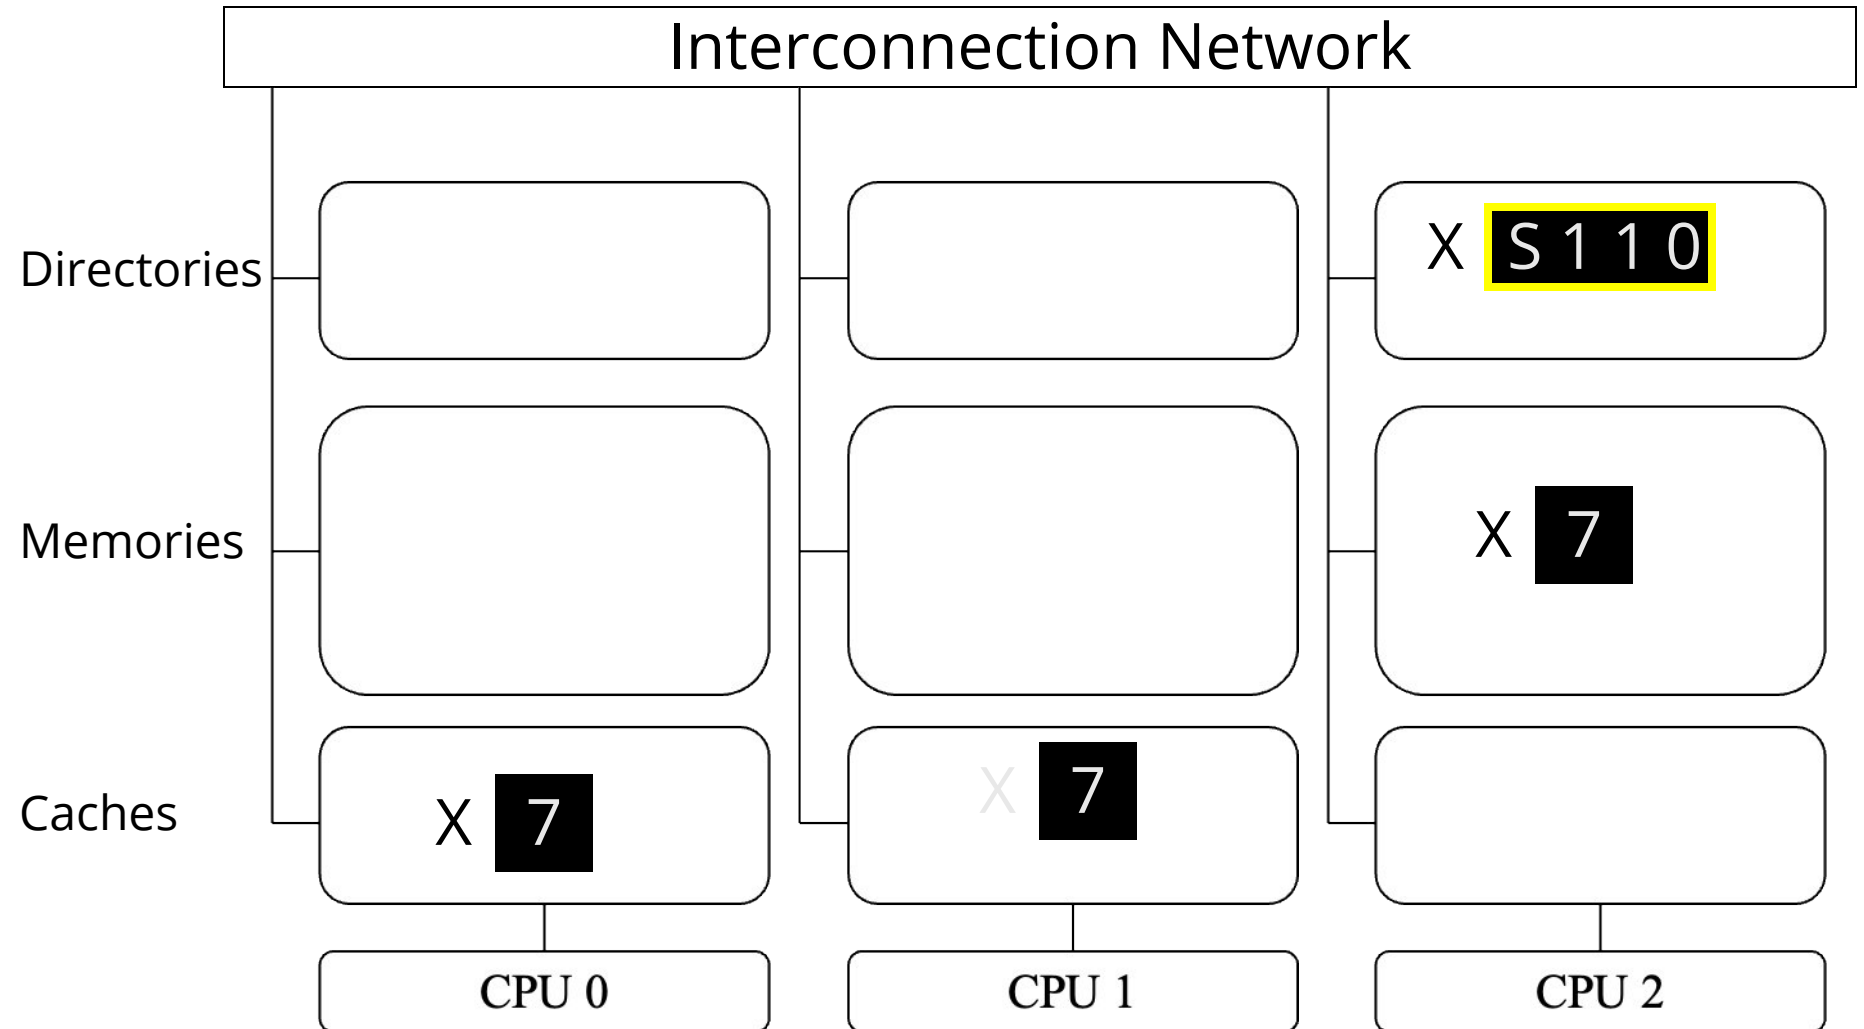 Interconnection Network
Directories
X S 1 1 0
Memories
X 7
Caches
X 7
X 7
CPU 0
CPU 1
CPU 2